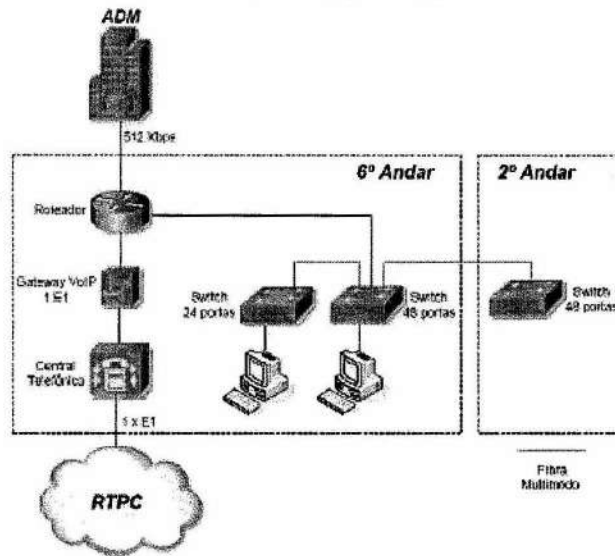 ADM
512 Kbps
6º Andar
2º Andar
Roteador
Gateway VoIP
1 E1
Switch
24 portas
Switch
48 portas
Switch
48 portas
Central
Telefônica
1 x E1
RTPC
Fibra
Multimodo